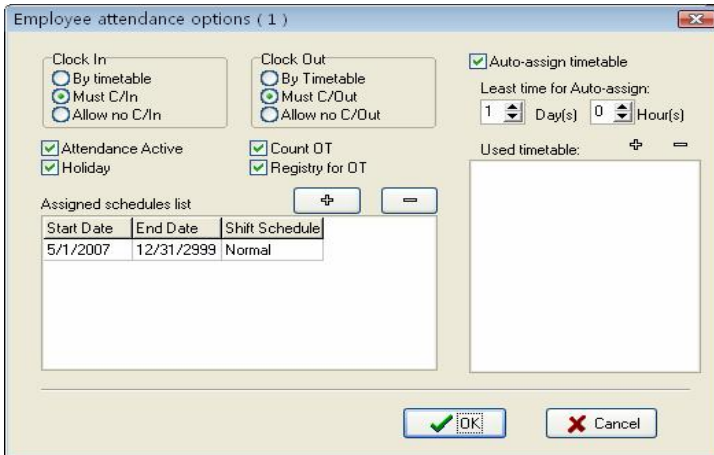 Employee attendance options ( 1 )
Clock In
By timetable
Must C/In
Allow no C/In
Clock Out
By Timetable
Must C/Out
Allow no C/Out
Auto-assign timetable
Least time for Auto-assign:
1 Day(s) 0 Hour(s)
Attendance Active
Count OT
Holiday
Registry for OT
Used timetable:
Assigned schedules list
Start Date End Date Shift Schedule
5/1/2007 12/31/2999 Normal
OK
Cancel